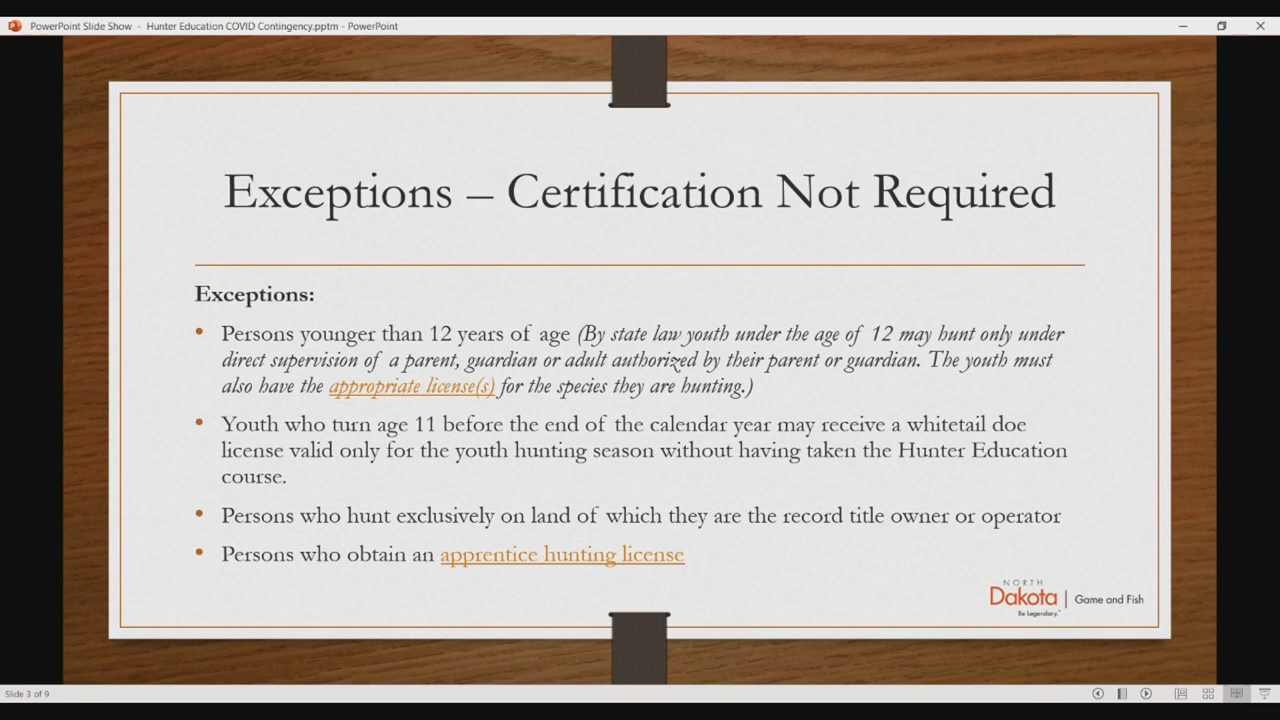 PowerPoint Slide Show - Hunter Education COVID Contingency.pptm - PowerPoint
Exceptions – Certification Not Required
Exceptions:
• Persons younger than 12 years of age (By state law youth under the age of 12 may hunt only under
direct supervision of a parent, guardian or adult authorized by their parent or guardian. The youth must
also have the appropriate license(s) for the species they are hunting.)
• Youth who turn age 11 before the end of the calendar year may receive a whitetail doe
license valid only for the youth hunting season without having taken the Hunter Education
course.
• Persons who hunt exclusively on land of which they are the record title owner or operator
• Persons who obtain an apprentice hunting license
NORTH
Dakota | Game and Fish
Be Legendary.™
Slide 3 of 9